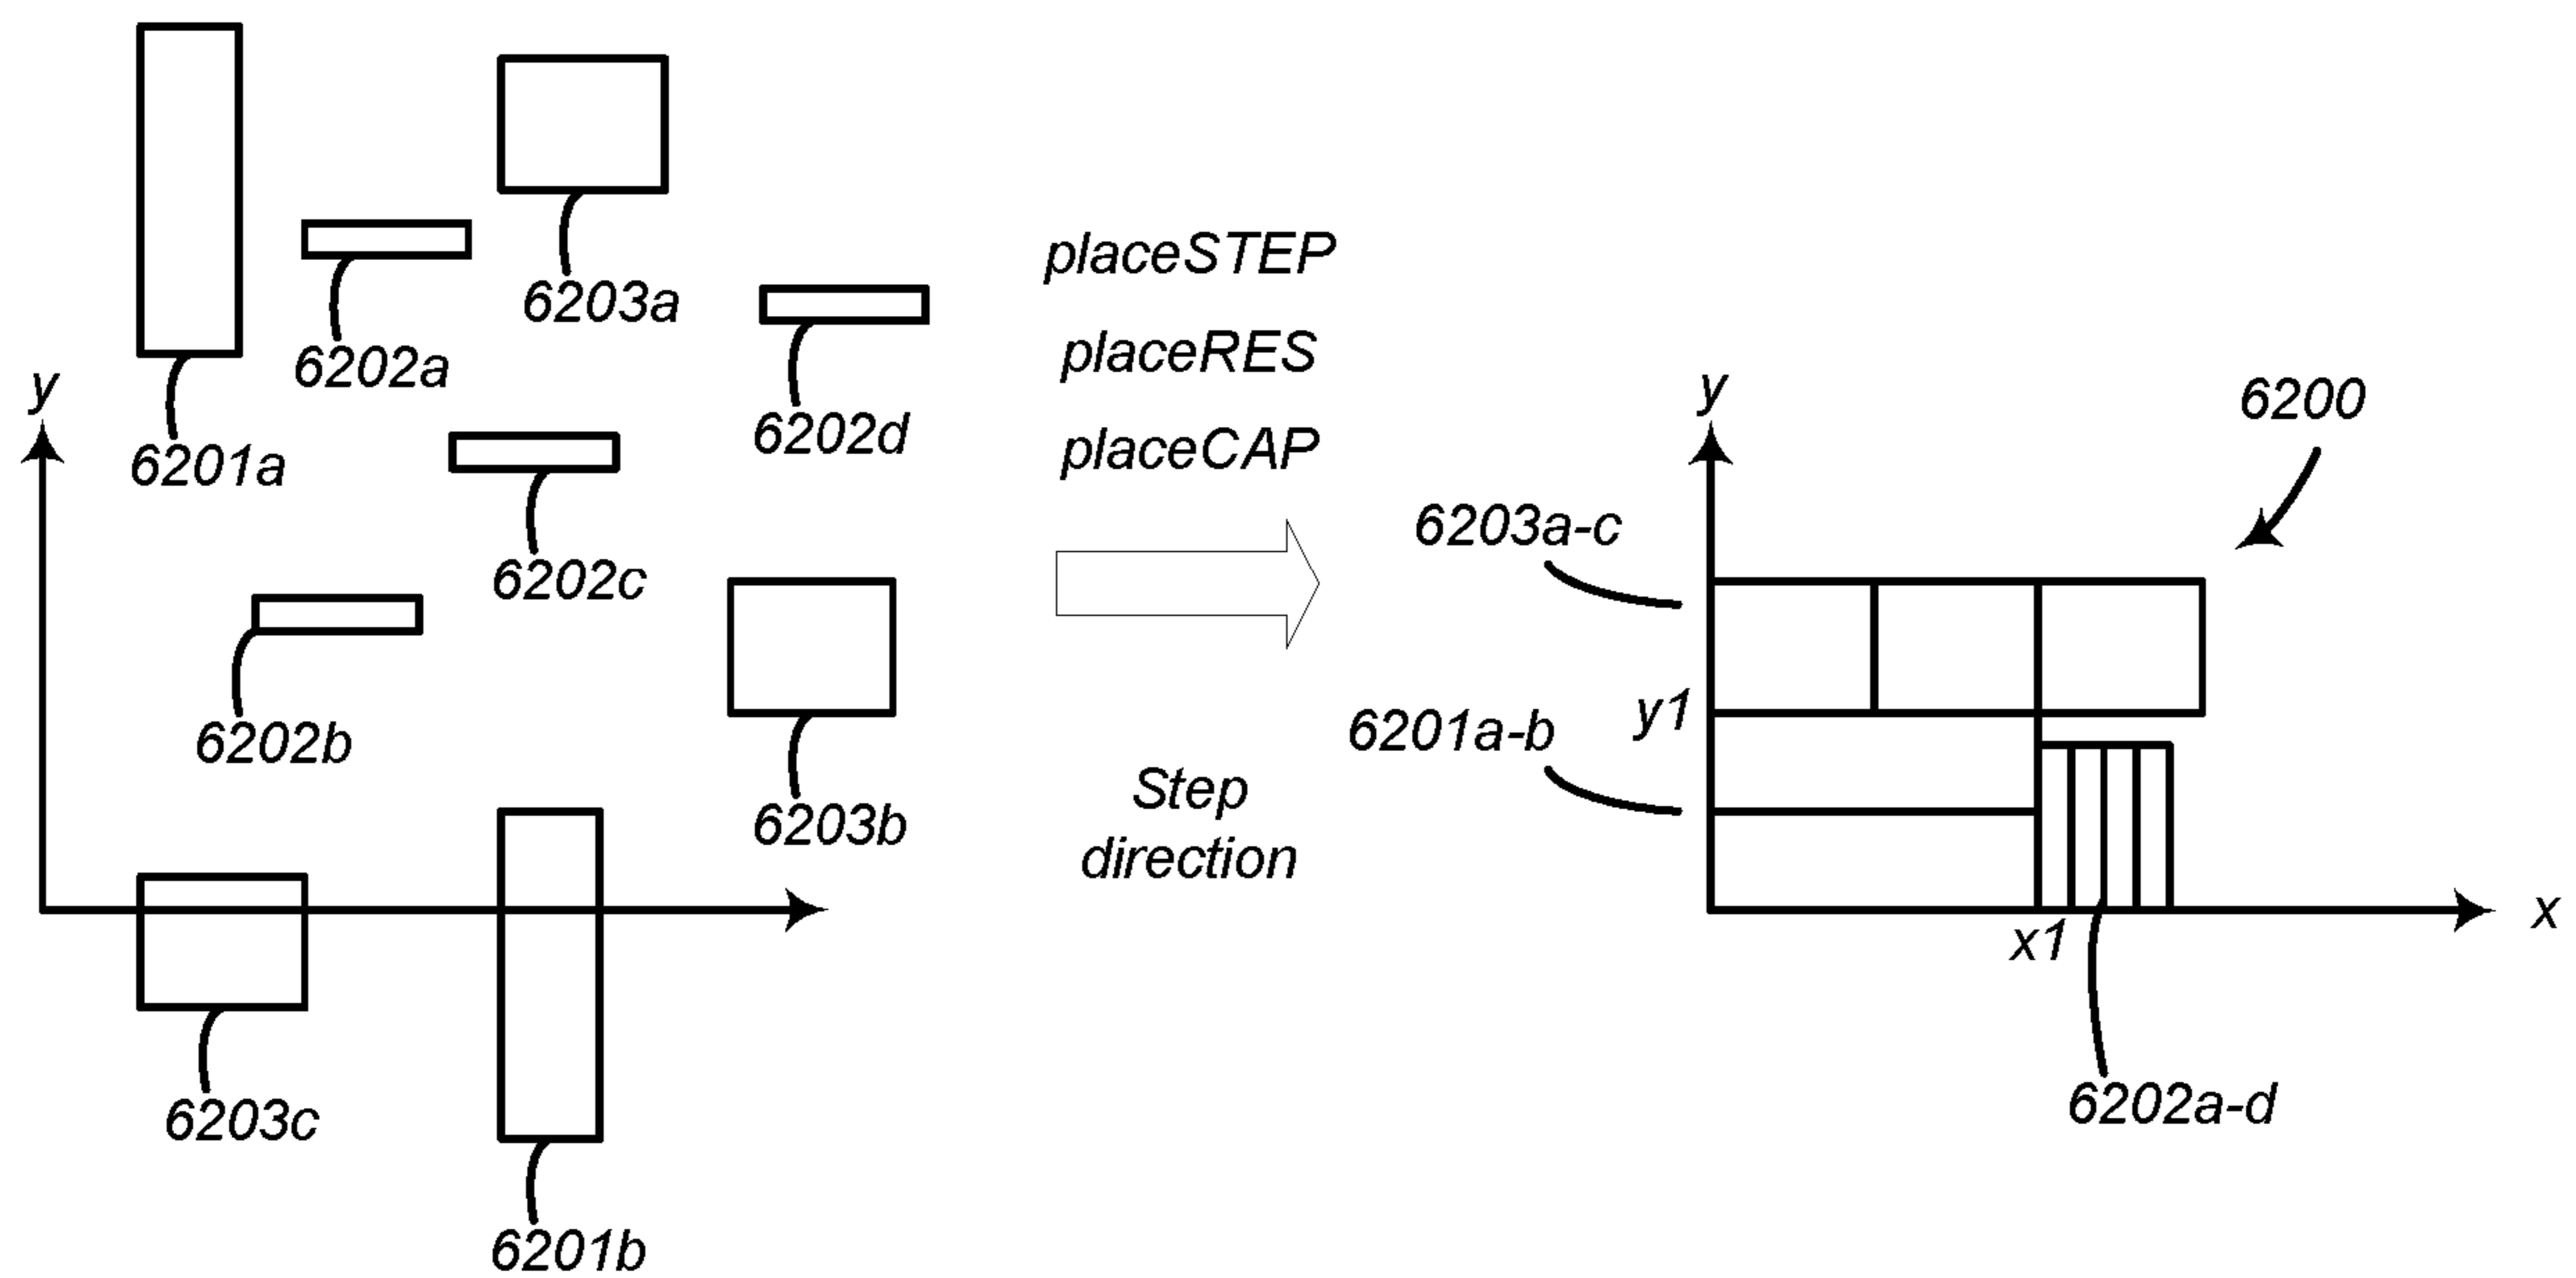 6203a
6202a
6202d
y
6201a
6202c
6202b
6203b
6203c
6201b
placeSTEP
placeRES
placeCAP
Step
direction
y
6200
6203a-c
y1
6201a-b
x1
x
6202a-d